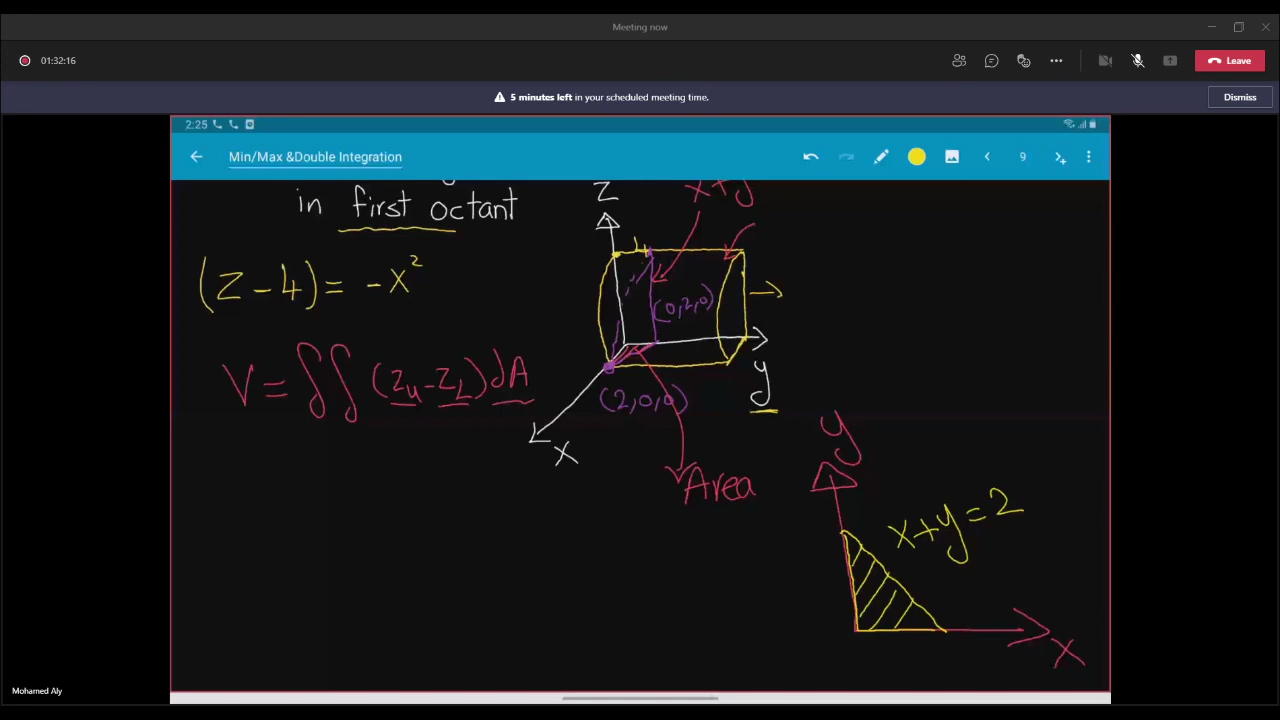 Meeting now
01:32:16
Leave
5 minutes left in your scheduled meeting time.
Dismiss
2:25
Min/Max &Double Integration
9
in first octant
z
x+y
4
(z-4)= -x²
(0,2,0)
V= ∬ (Zu-ZL)dA
y
(2,0,0)
x
Area
y
x+y=2
x
Mohamed Aly